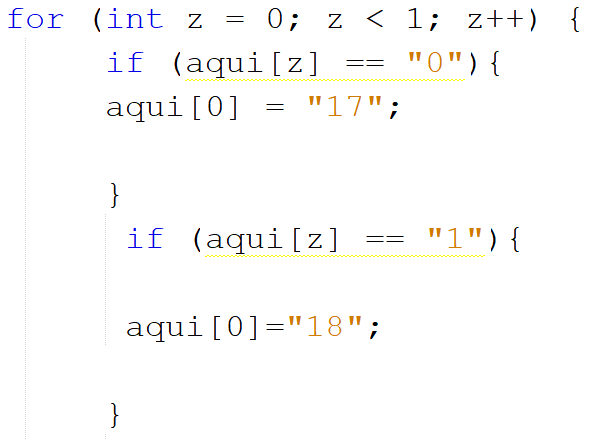 for (int z = 0; z < 1; z++) {
if (aqui[z] == "0"){
aqui[0] = "17";
}
if (aqui[z] == "1"){
aqui[0]="18";
}